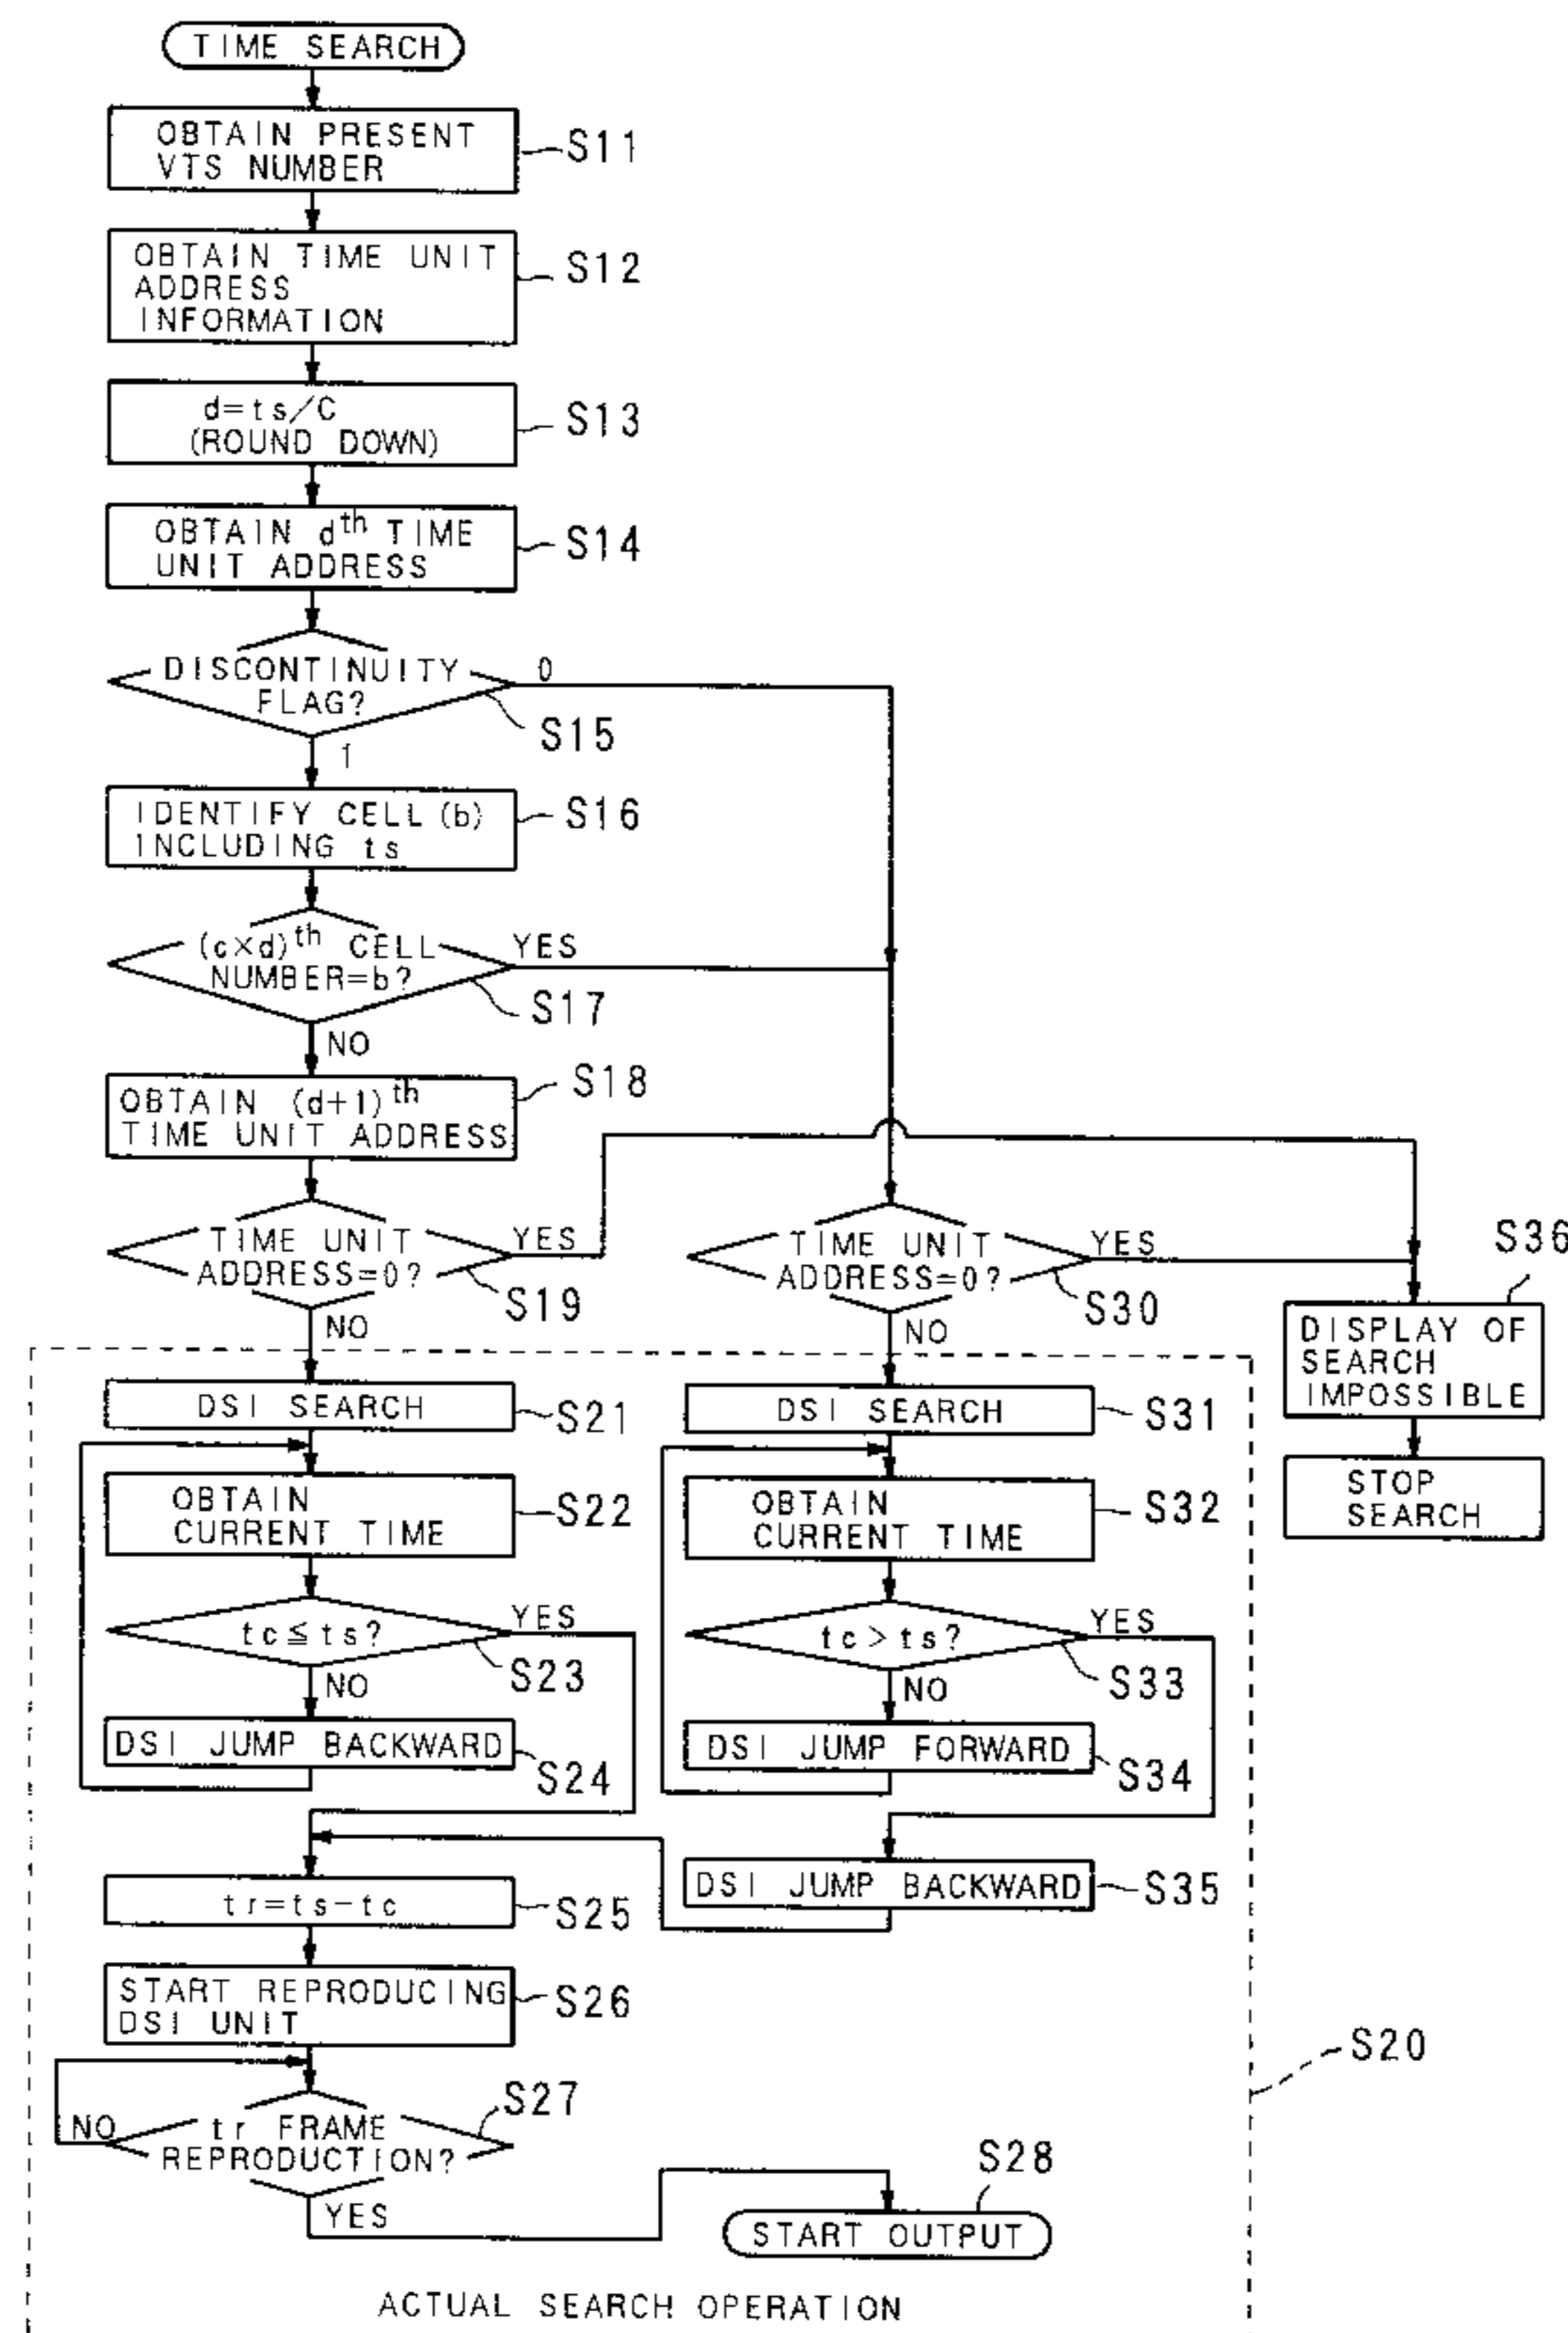 TIME SEARCH
OBTAIN PRESENT
VTS NUMBER
S11
OBTAIN TIME UNIT
ADDRESS
INFORMATION
S12
d=ts/C
(ROUND DOWN)
S13
OBTAIN dth TIME
UNIT ADDRESS
S14
DISCONTINUITY
FLAG?
0
S15
1
IDENTIFY CELL (b)
INCLUDING ts
S16
(c×d)th CELL
NUMBER=b?
YES
S17
NO
OBTAIN (d+1)th
TIME UNIT ADDRESS
S18
TIME UNIT
ADDRESS=0?
YES
S19
NO
TIME UNIT
ADDRESS=0?
YES
S30
NO
S36
DISPLAY OF
SEARCH
IMPOSSIBLE
STOP
SEARCH
DSI SEARCH
S21
OBTAIN
CURRENT TIME
S22
tc≦ts?
YES
S23
NO
DSI JUMP BACKWARD
S24
DSI SEARCH
S31
OBTAIN
CURRENT TIME
S32
tc>ts?
YES
S33
NO
DSI JUMP FORWARD
S34
DSI JUMP BACKWARD
S35
tr=ts-tc
S25
START REPRODUCING
DSI UNIT
S26
S20
tr FRAME
REPRODUCTION?
S27
NO
YES
S28
START OUTPUT
ACTUAL SEARCH OPERATION